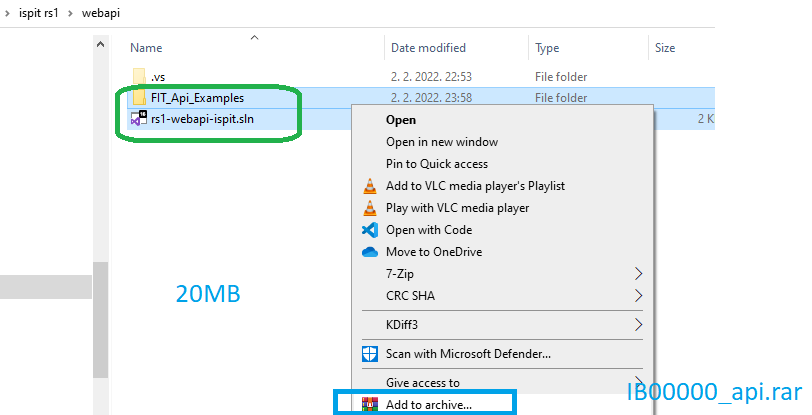 ispit rs1 > webapi
Name Date modified Type Size
.vs 2. 2. 2022. 22:53 File folder
FIT_Api_Examples 2. 2. 2022. 23:58 File folder
rs1-webapi-ispit.sln 2 K
Open
Open in new window
Pin to Quick access
Add to VLC media player's Playlist
Play with VLC media player
Open with Code
Move to OneDrive
7-Zip
CRC SHA
KDiff3
Scan with Microsoft Defender...
Give access to
Add to archive...
20MB
IB00000_api.rar